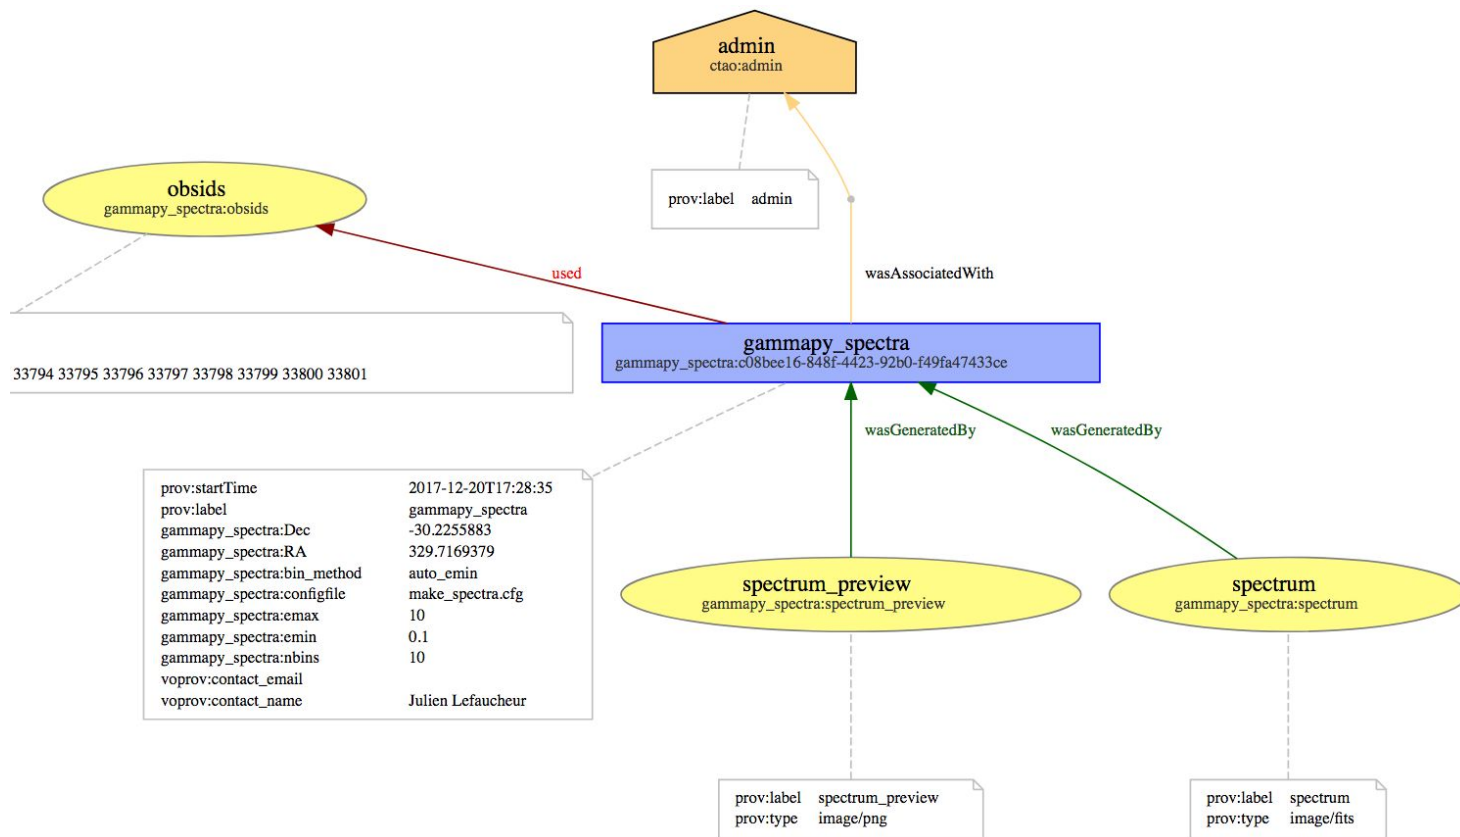 admin
ctao:admin
prov:label admin
obsids
gammapy_spectra:obsids
used
wasAssociatedWith
33794 33795 33796 33797 33798 33799 33800 33801
gammapy_spectra
gammapy_spectra:c08bee16-848f-4423-92b0-f49fa47433ce
wasGeneratedBy
wasGeneratedBy
prov:startTime 2017-12-20T17:28:35
prov:label gammapy_spectra
gammapy_spectra:Dec -30.2255883
gammapy_spectra:RA 329.7169379
gammapy_spectra:bin_method auto_emin
gammapy_spectra:configfile make_spectra.cfg
gammapy_spectra:emax 10
gammapy_spectra:emin 0.1
gammapy_spectra:nbins 10
voprov:contact_email
voprov:contact_name Julien Lefaucheur
spectrum_preview
gammapy_spectra:spectrum_preview
spectrum
gammapy_spectra:spectrum
prov:label spectrum_preview
prov:type image/png
prov:label spectrum
prov:type image/fits